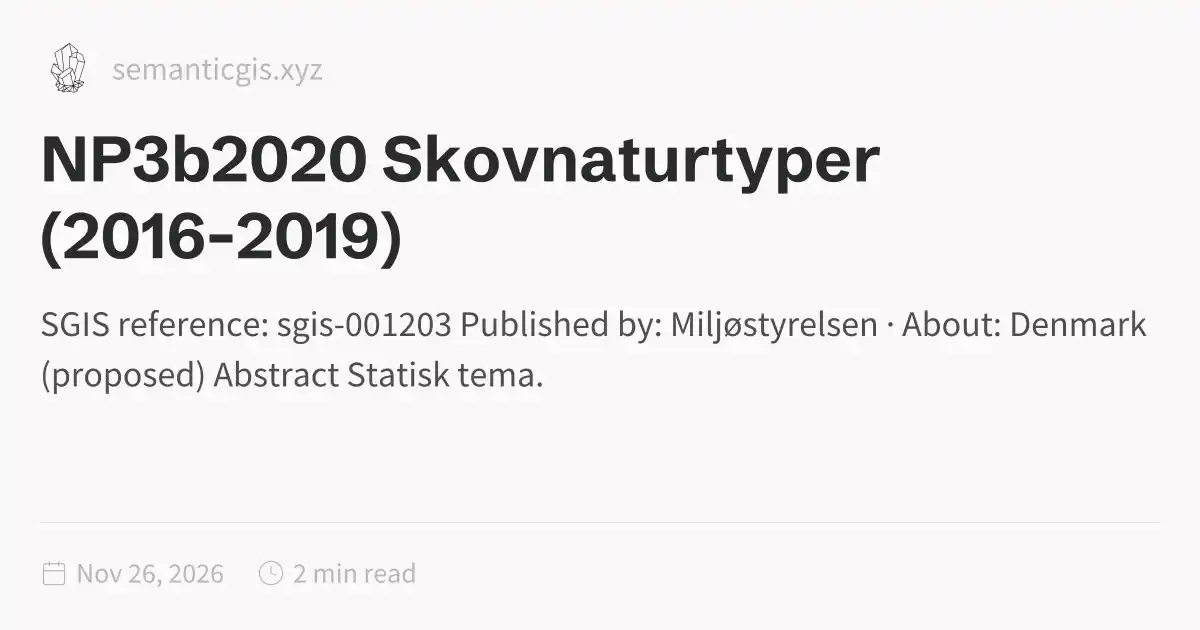 semanticgis.xyz
NP3b2020 Skovnaturtyper
(2016-2019)
SGIS reference: sgis-001203 Published by: Miljøstyrelsen · About: Denmark
(proposed) Abstract Statisk tema.
Nov 26, 2026 2 min read